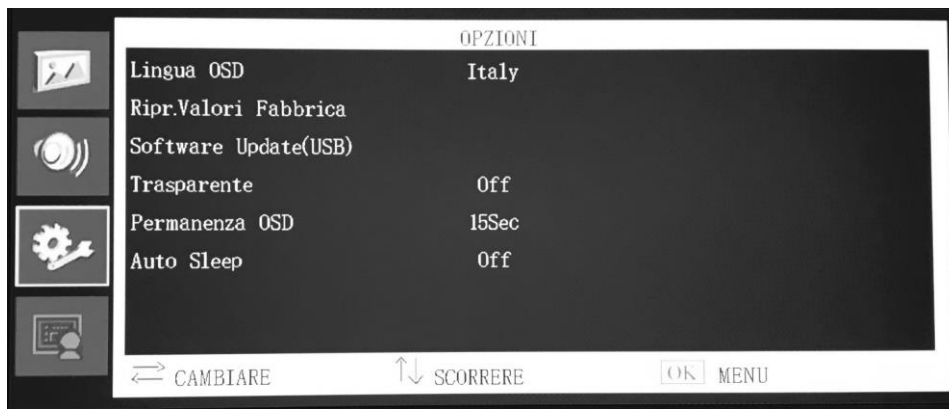 OPZIONI
Lingua OSD Italy
Ripr.Valori Fabbrica
Software Update(USB)
Trasparente Off
Permanenza OSD 15Sec
Auto Sleep Off
CAMBIARE SCORRERE OK MENU